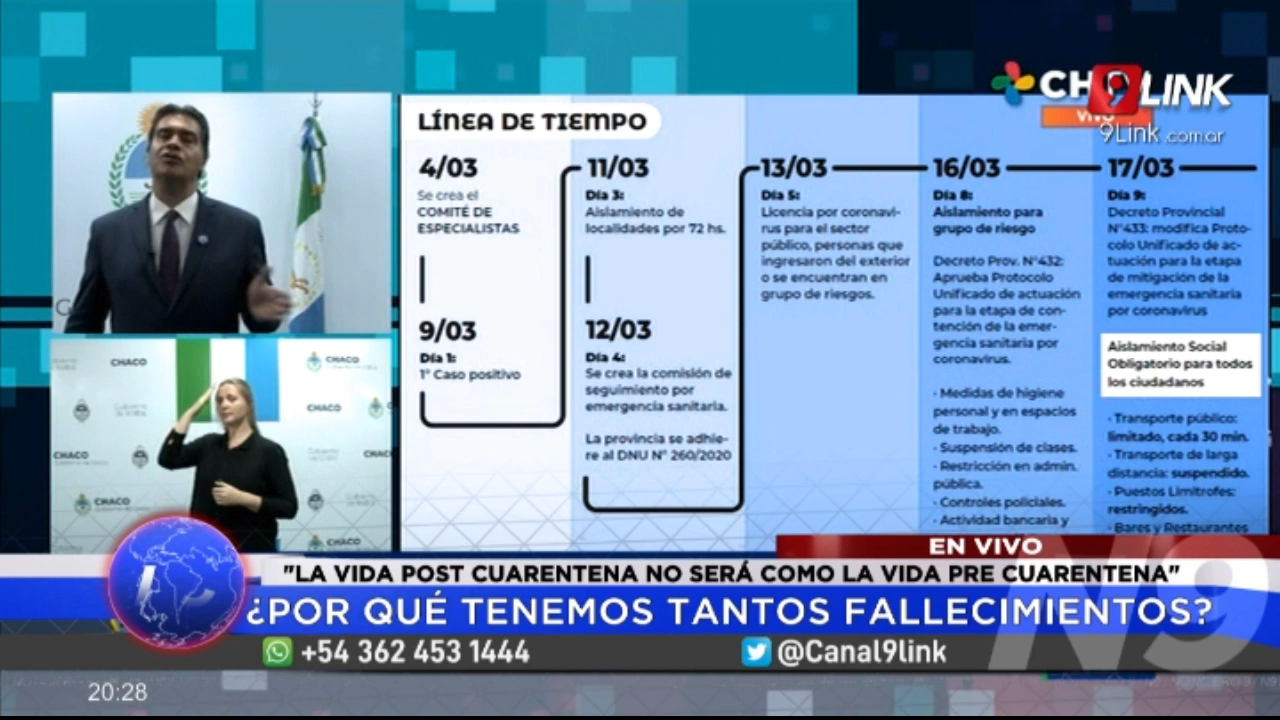 CH
9 LINK
VIVO
9Link .com.ar
LÍNEA DE TIEMPO
4/03
Se crea el
COMITÉ DE
ESPECIALISTAS
9/03
Día 1:
1° Caso positivo
11/03
Día 3:
Aislamiento de
localidades por 72 hs.
12/03
Día 4:
Se crea la comisión de
seguimiento por
emergencia sanitaria.
La provincia se adhie-
re al DNU N° 260/2020
13/03
Día 5:
Licencia por coronavi-
rus para el sector
público, personas que
ingresaron del exterior
o se encuentran en
grupo de riesgos.
16/03
Día 8:
Aislamiento para
grupo de riesgo
Decreto Prov. N°432:
Aprueba Protocolo
Unificado de actuación
para la etapa de con-
tención de la emer-
gencia sanitaria por
coronavirus.
· Medidas de higiene
personal y en espacios
de trabajo.
· Suspensión de clases.
· Restricción en admin.
pública.
· Controles policiales.
· Actividad bancaria y
17/03
Día 9:
Decreto Provincial
N°433: modifica Proto-
colo Unificado de ac-
tuación para la etapa
de mitigación de la
emergencia sanitaria
por coronavirus
Aislamiento Social
Obligatorio para todos
los ciudadanos
· Transporte público:
limitado, cada 30 min.
· Transporte de larga
distancia: suspendido.
· Puestos Limítrofes:
restringidos.
· Bares y Restaurantes
CHACO
CHACO
CHACO
CHACO
CHACO
EN VIVO
"LA VIDA POST CUARENTENA NO SERÁ COMO LA VIDA PRE CUARENTENA"
¿POR QUÉ TENEMOS TANTOS FALLECIMIENTOS?
N9
+54 362 453 1444
@Canal9link
20:28